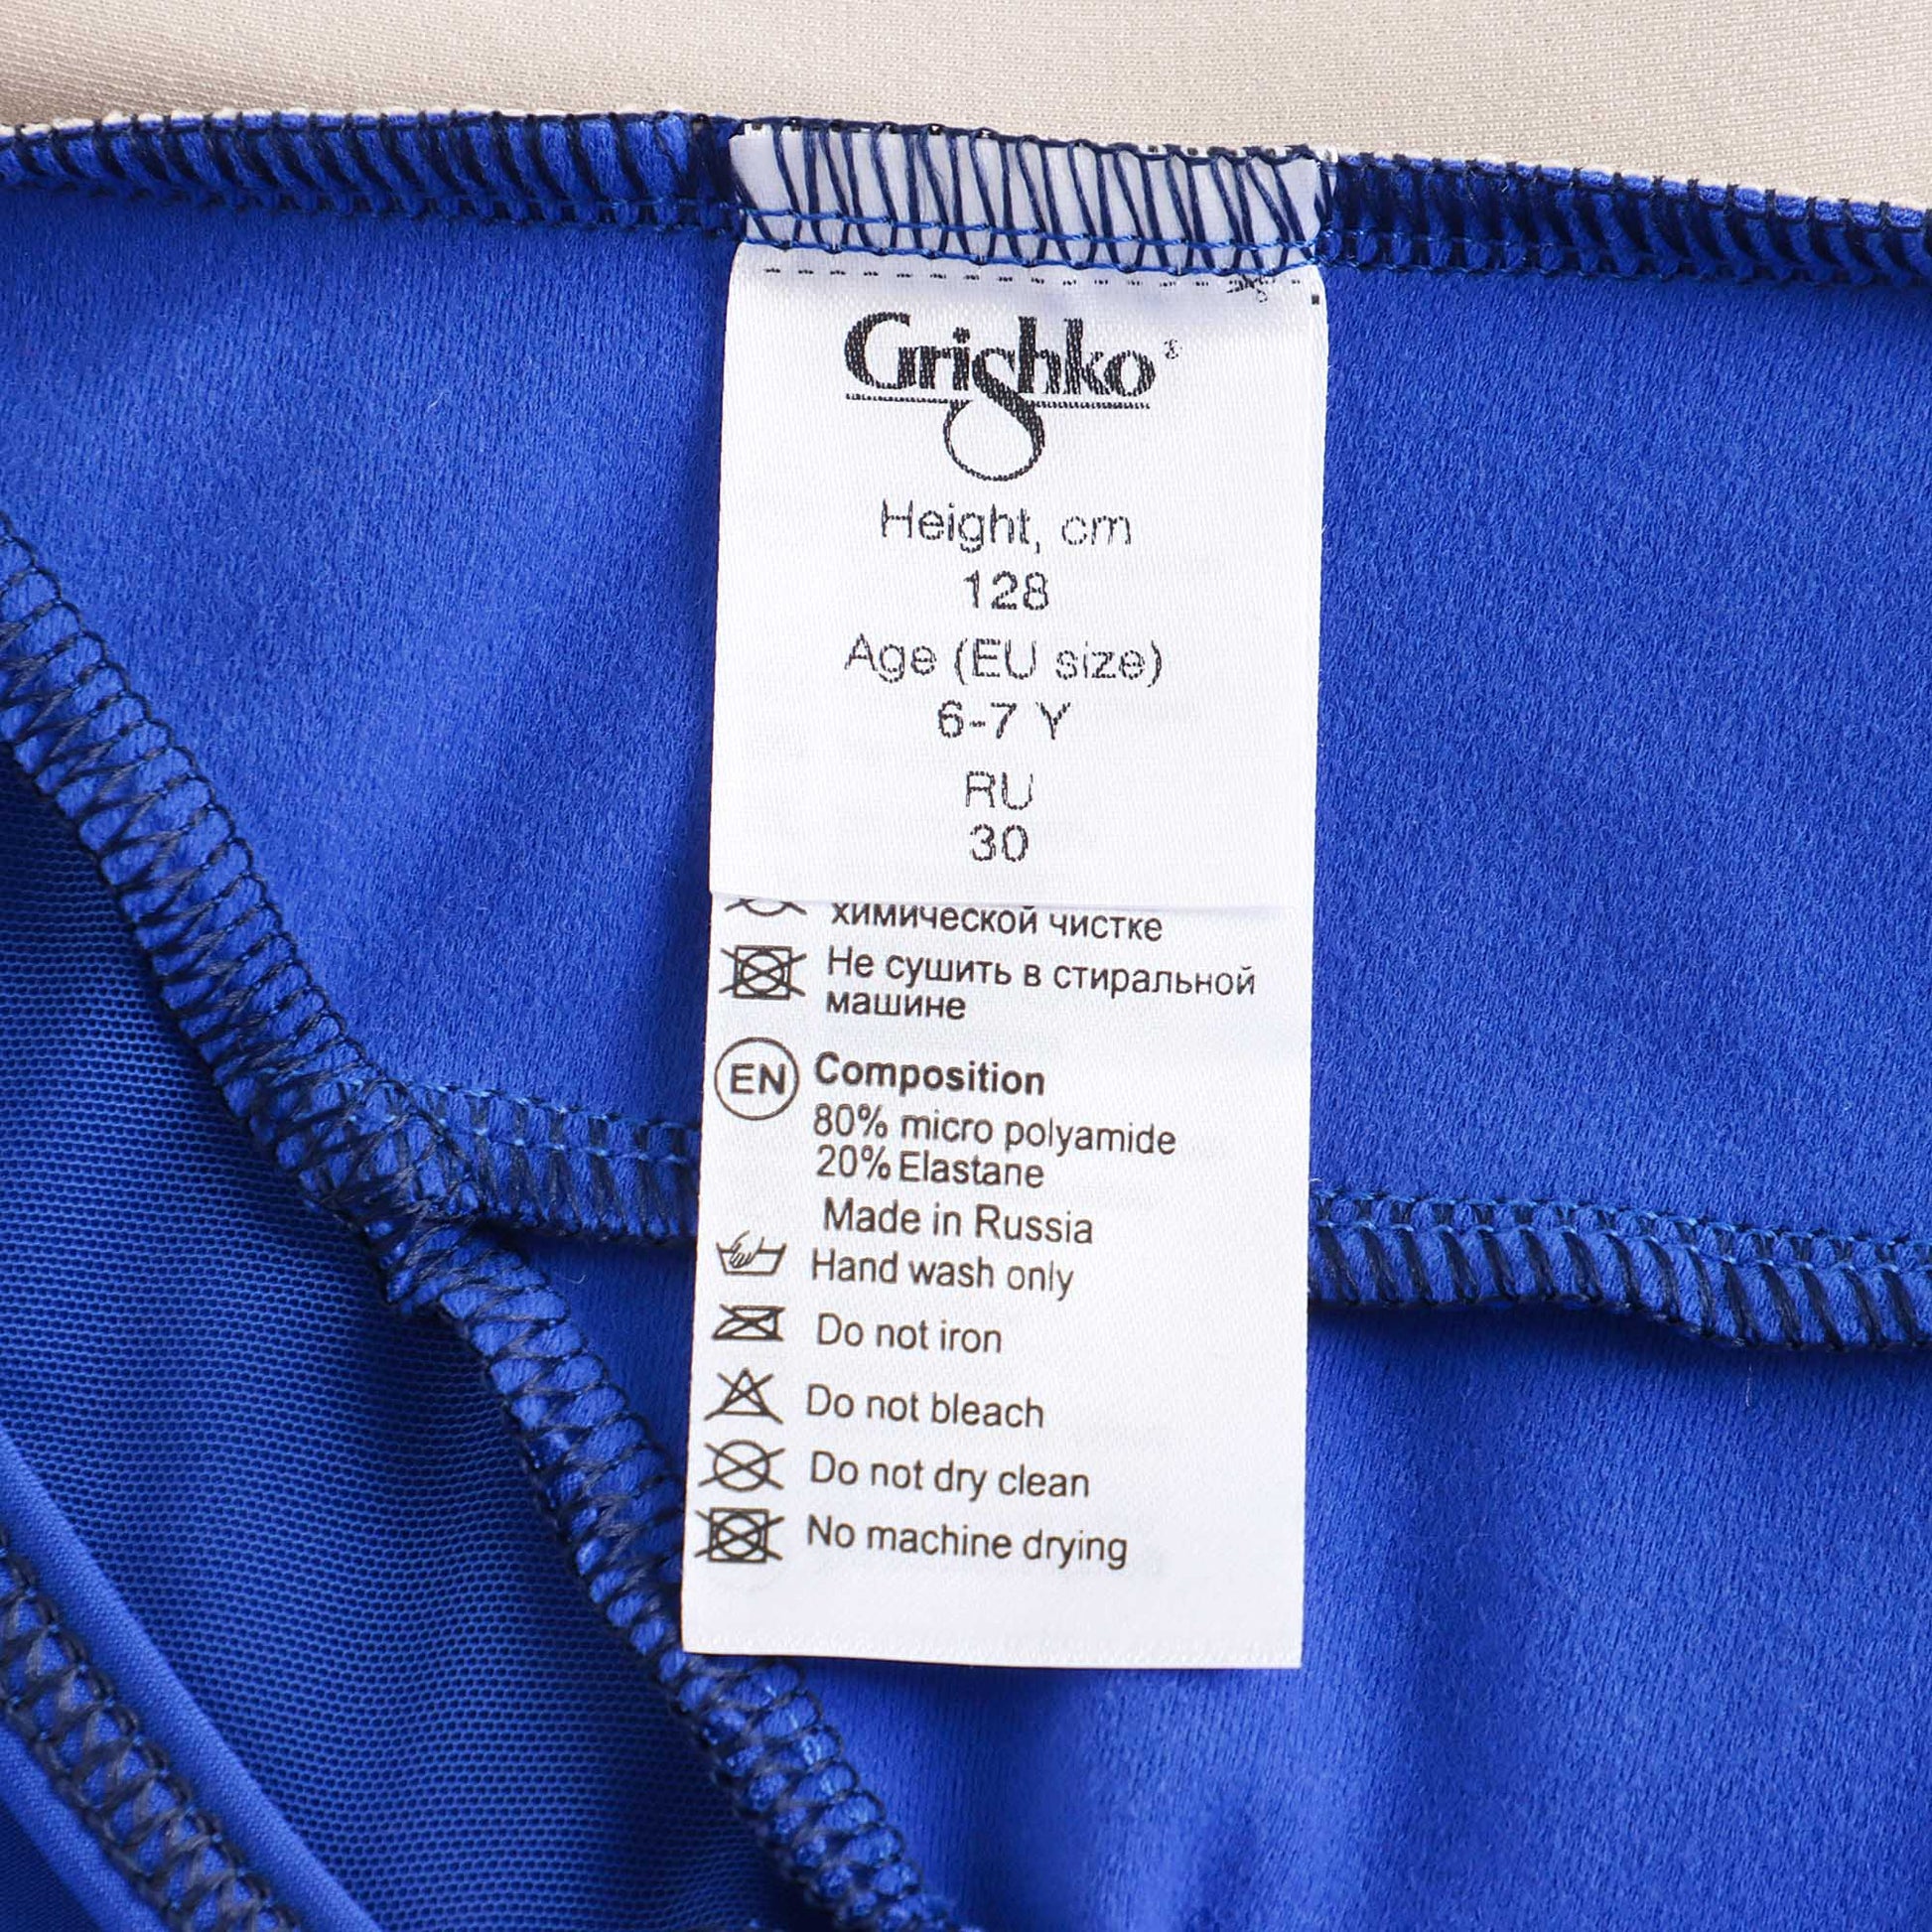 Grishko
Height, cm
128
Age (EU size)
6-7 Y
RU
30
химической чистке
Не сушить в стиральной
машине
EN Composition
80% micro polyamide
20% Elastane
Made in Russia
Hand wash only
Do not iron
Do not bleach
Do not dry clean
No machine drying